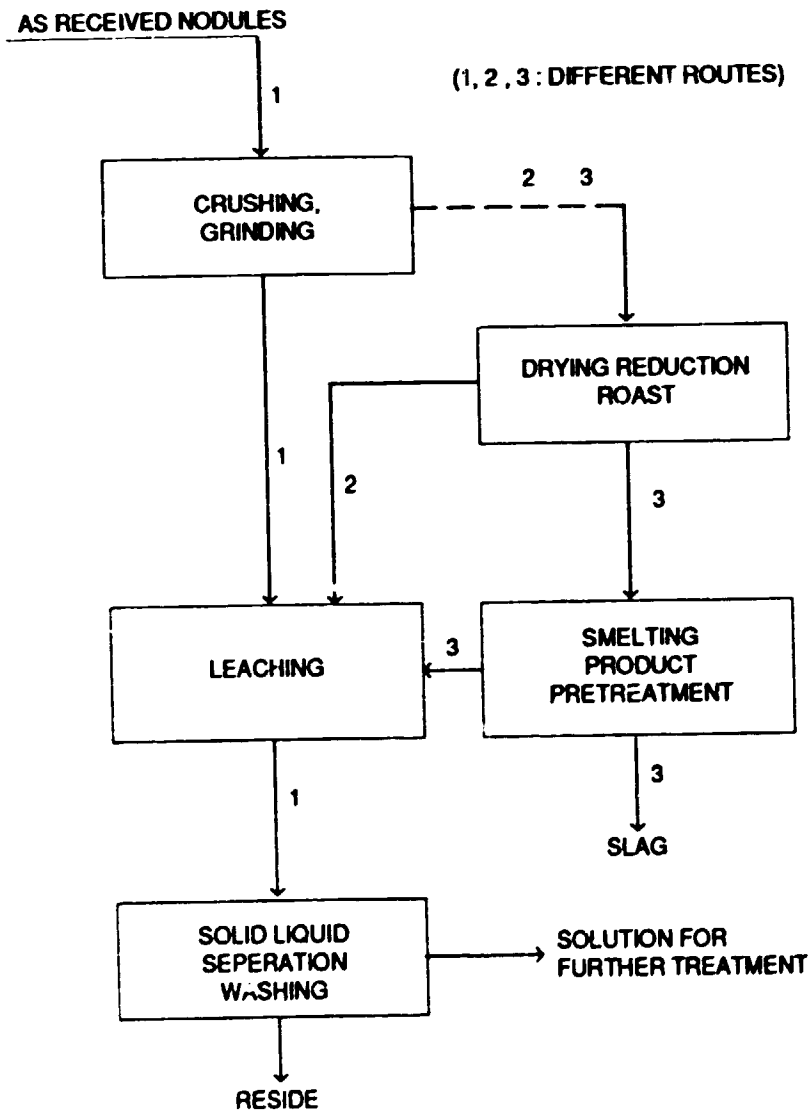 AS RECEIVED NODULES
(1, 2, 3 : DIFFERENT ROUTES)
1
CRUSHING,
GRINDING
2 3
DRYING REDUCTION
ROAST
1
2
3
LEACHING
3
SMELTING
PRODUCT
PRETREATMENT
1
3
SLAG
SOLID LIQUID
SEPERATION
WASHING
SOLUTION FOR
FURTHER TREATMENT
RESIDE